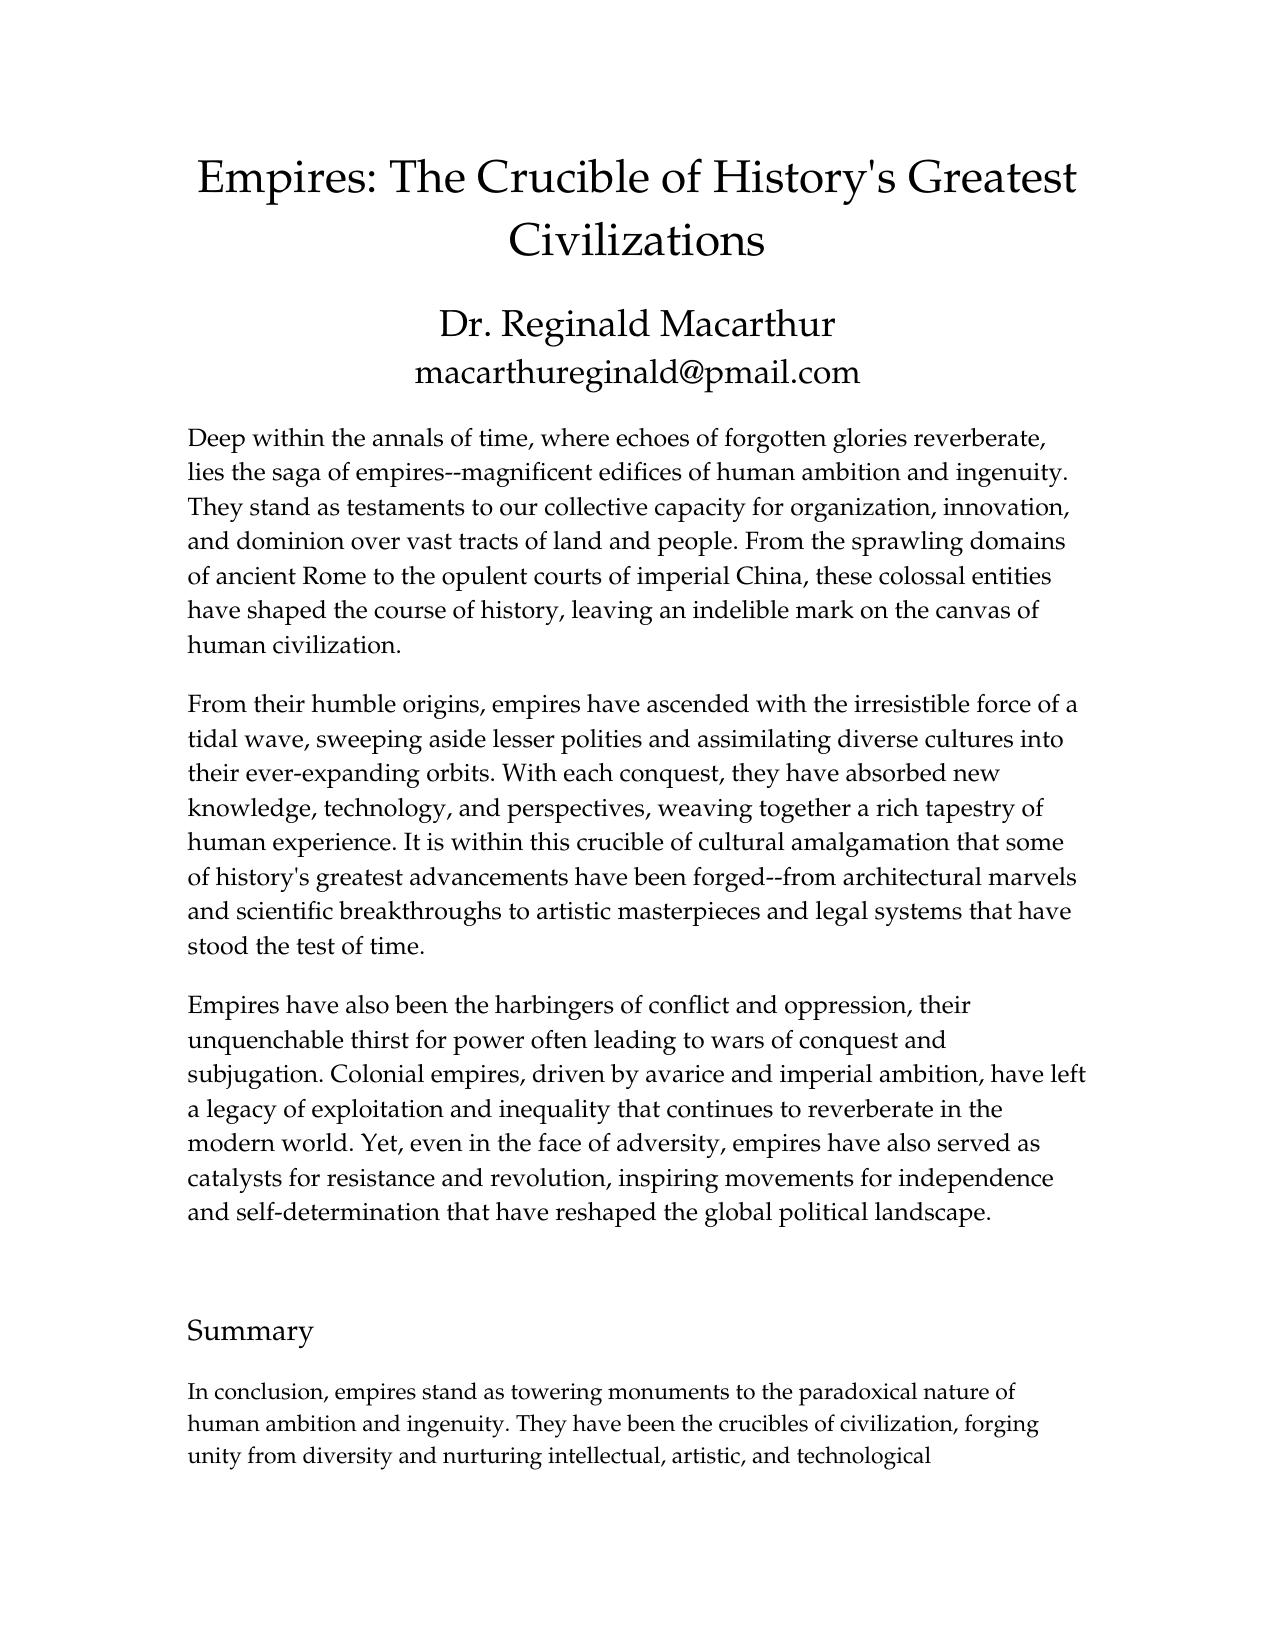 Empires: The Crucible of History's Greatest
Civilizations
Dr. Reginald Macarthur
macarthureginald@pmail.com
Deep within the annals of time, where echoes of forgotten glories reverberate,
lies the saga of empires--magnificent edifices of human ambition and ingenuity.
They stand as testaments to our collective capacity for organization, innovation,
and dominion over vast tracts of land and people. From the sprawling domains
of ancient Rome to the opulent courts of imperial China, these colossal entities
have shaped the course of history, leaving an indelible mark on the canvas of
human civilization.
From their humble origins, empires have ascended with the irresistible force of a
tidal wave, sweeping aside lesser polities and assimilating diverse cultures into
their ever-expanding orbits. With each conquest, they have absorbed new
knowledge, technology, and perspectives, weaving together a rich tapestry of
human experience. It is within this crucible of cultural amalgamation that some
of history's greatest advancements have been forged--from architectural marvels
and scientific breakthroughs to artistic masterpieces and legal systems that have
stood the test of time.
Empires have also been the harbingers of conflict and oppression, their
unquenchable thirst for power often leading to wars of conquest and
subjugation. Colonial empires, driven by avarice and imperial ambition, have left
a legacy of exploitation and inequality that continues to reverberate in the
modern world. Yet, even in the face of adversity, empires have also served as
catalysts for resistance and revolution, inspiring movements for independence
and self-determination that have reshaped the global political landscape.
Summary
In conclusion, empires stand as towering monuments to the paradoxical nature of
human ambition and ingenuity. They have been the crucibles of civilization, forging
unity from diversity and nurturing intellectual, artistic, and technological